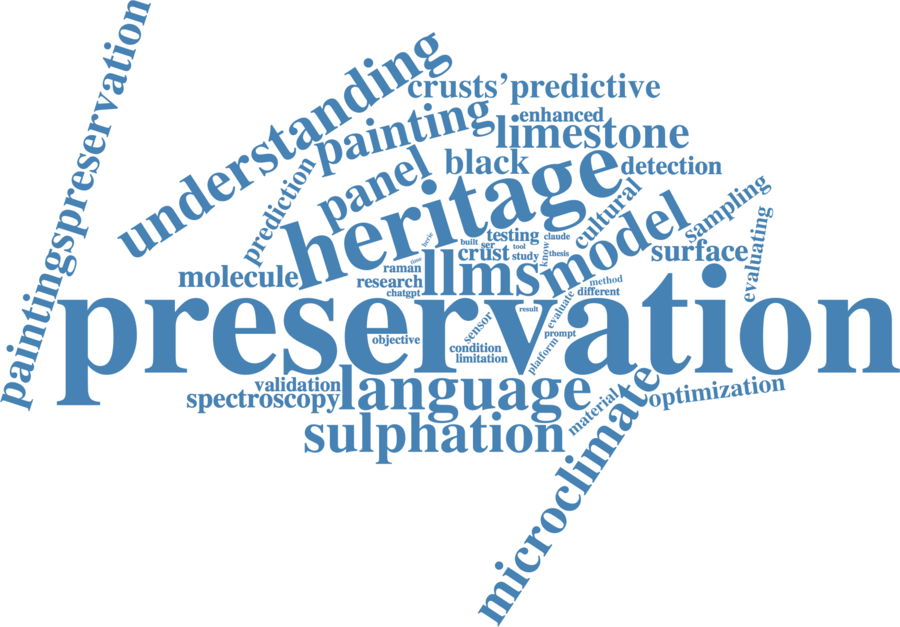 paintingspreservation
understanding
crusts’predictive
painting
enhanced
limestone
prediction
panel
black
detection
heritage
cultural
sampling
testing
claude
built
ser
tool
know
model
surface
evaluating
molecule
raman
crust
study
thesis
time
llms
research
chatgpt
method
different
preservation
result
evaluate
sensor
objective
condition
limitation
prompt
platform
validation
spectroscopy
language
material
optimization
sulphation
microclimate